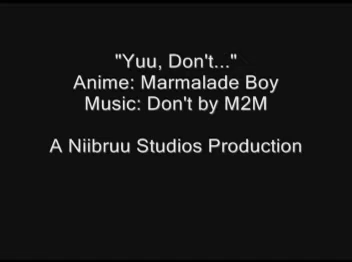 "Yuu, Don't..."
Anime: Marmalade Boy
Music: Don't by M2M
A Niibruu Studios Production